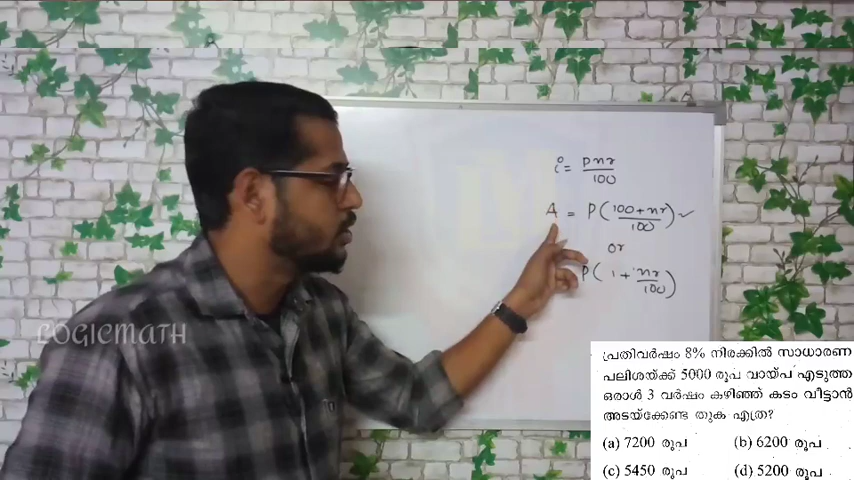 i = pnr/100
A = P(100+nr/100) ✓
or
P(1+nr/100)
LOGICMATH
പ്രതിവർഷം 8% നിരക്കിൽ സാധാരണ
പലിശയ്ക്ക് 5000 രൂപ വായ്പ എടുത്ത
ഒരാൾ 3 വർഷം കഴിഞ്ഞ് കടം വീട്ടാൻ
അടയ്ക്കേണ്ട തുക എത്ര?
(a) 7200 രൂപ (b) 6200 രൂപ
(c) 5450 രൂപ (d) 5200 രൂപ